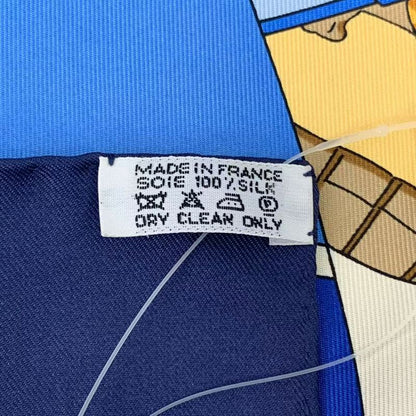 MADE IN FRANCE
SOIE 100% SILK
P
DRY CLEAN ONLY